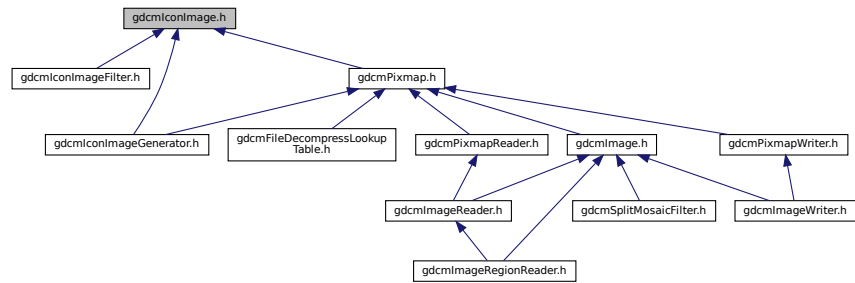 gdcmIconImage.h
gdcmIconImageFilter.h
gdcmPixmap.h
gdcmIconImageGenerator.h
gdcmFileDecompressLookup
Table.h
gdcmPixmapReader.h
gdcmImage.h
gdcmPixmapWriter.h
gdcmImageReader.h
gdcmSplitMosaicFilter.h
gdcmImageWriter.h
gdcmImageRegionReader.h